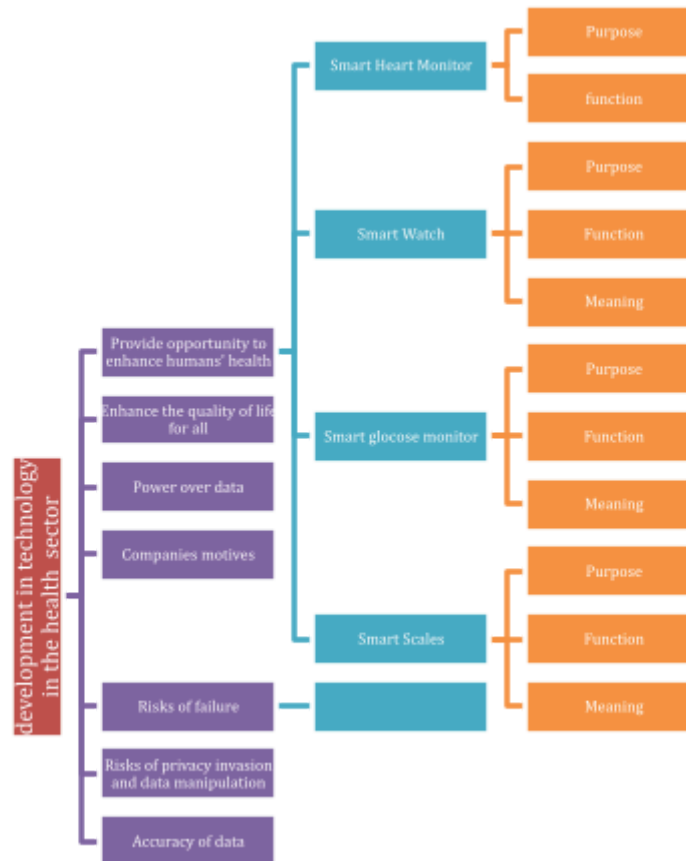 development in technology
in the health sector
Provide opportunity to
enhance humans' health
Enhance the quality of life
for all
Power over data
Companies motives
Risks of failure
Risks of privacy invasion
and data manipulation
Accuracy of data
Smart Heart Monitor
Smart Watch
Smart glocose monitor
Smart Scales
Purpose
function
Purpose
Function
Meaning
Purpose
Function
Meaning
Purpose
Function
Meaning